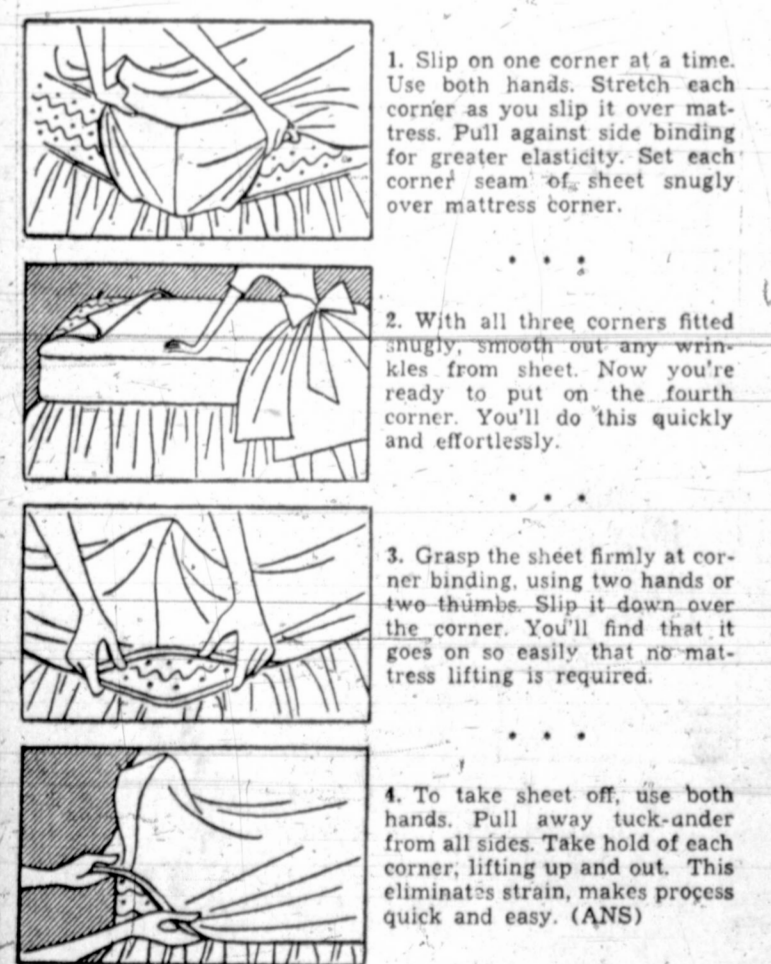 1. Slip on one corner at a time.
Use both hands. Stretch each
corner as you slip it over mat-
tress. Pull against side binding
for greater elasticity. Set each
corner seam of sheet snugly
over mattress corner.
• • •
2. With all three corners fitted
snugly, smooth out any wrin-
kles from sheet. Now you're
ready to put on the fourth
corner. You'll do this quickly
and effortlessly.
• • •
3. Grasp the sheet firmly at cor-
ner binding, using two hands or
two thumbs. Slip it down over
the corner. You'll find that it
goes on so easily that no mat-
tress lifting is required.
• • •
4. To take sheet off, use both
hands. Pull away tuck-under
from all sides. Take hold of each
corner, lifting up and out. This
eliminates strain, makes process
quick and easy. (ANS)